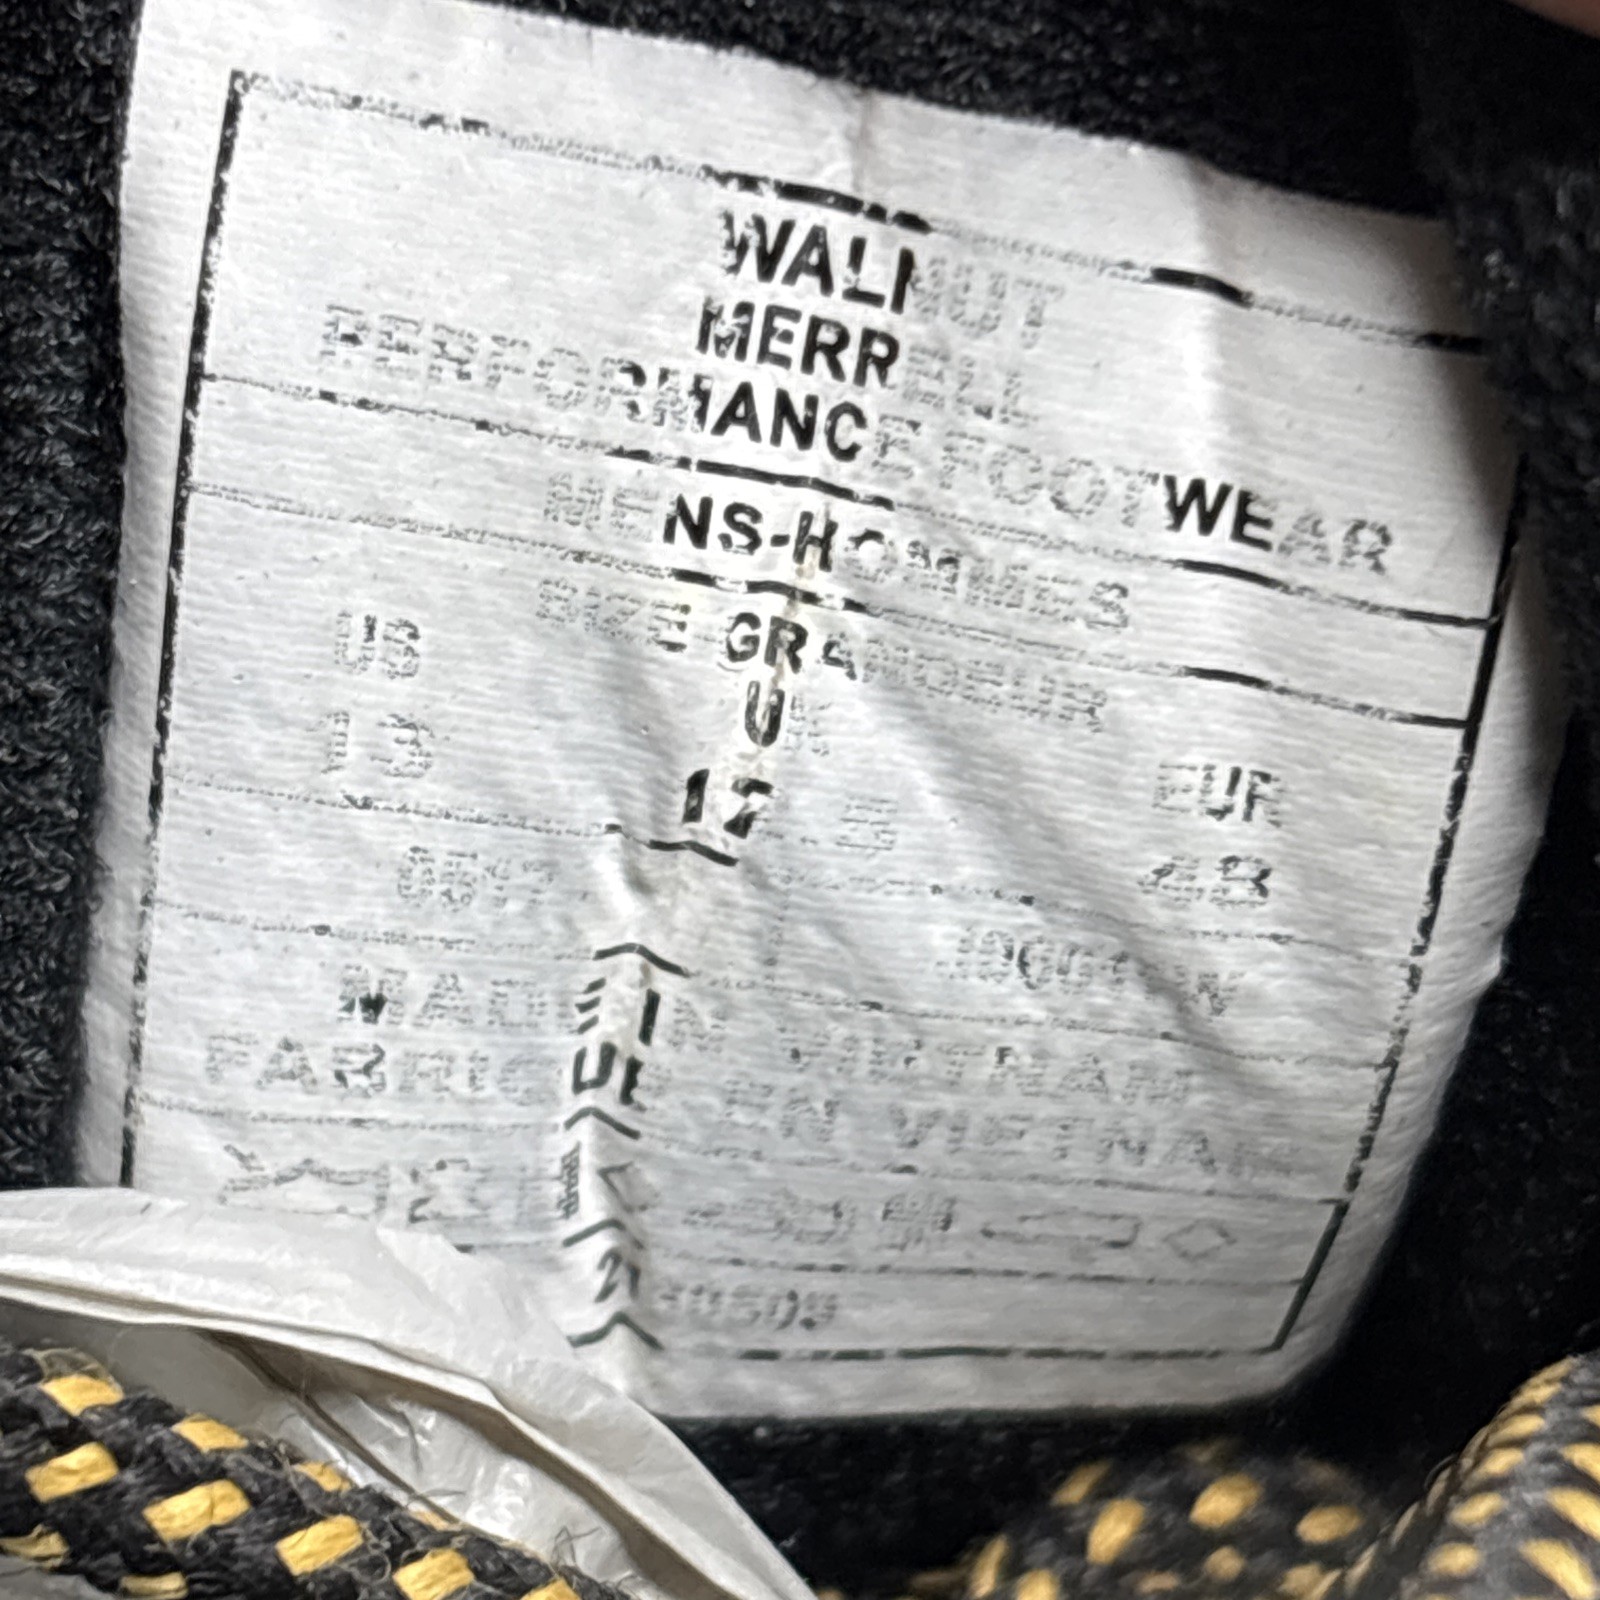 WALNUT
MERRELL
PERFORMANCE FOOTWEAR
MENS-HOMMES
SIZE GRANDEUR
US UK EUR
13 12.5 48
MADE IN VIETNAM
FABRIQUE EN VIETNAM